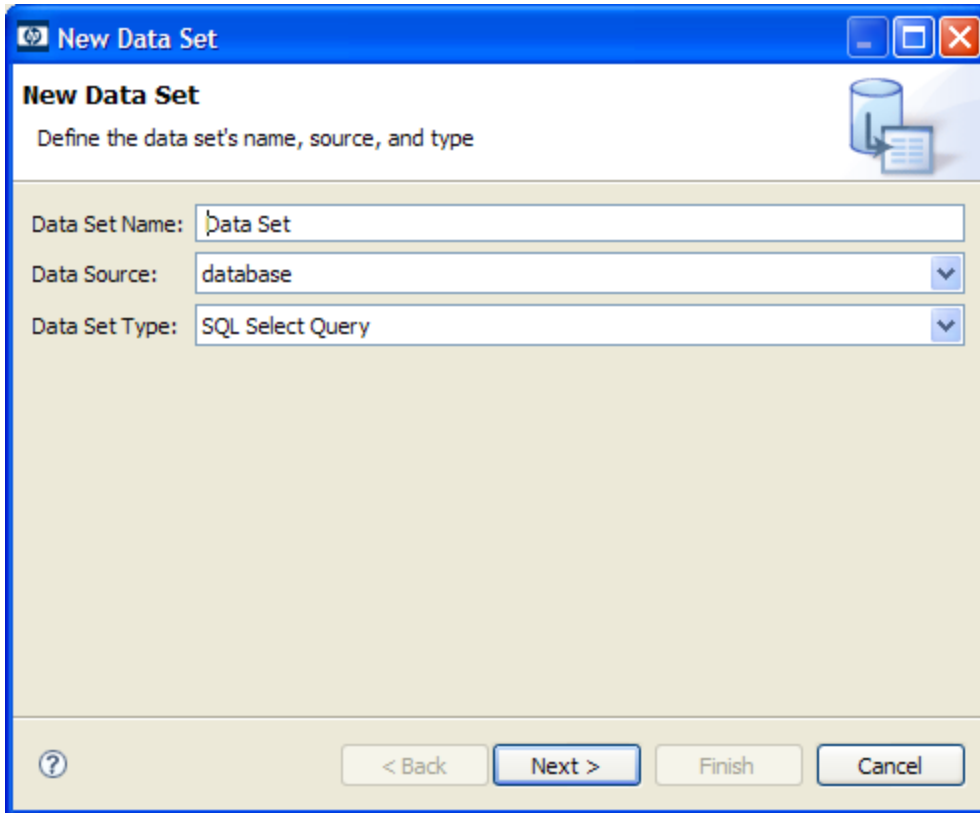 New Data Set
New Data Set
Define the data set's name, source, and type
Data Set Name: Data Set
Data Source: database
Data Set Type: SQL Select Query
? < Back Next > Finish Cancel